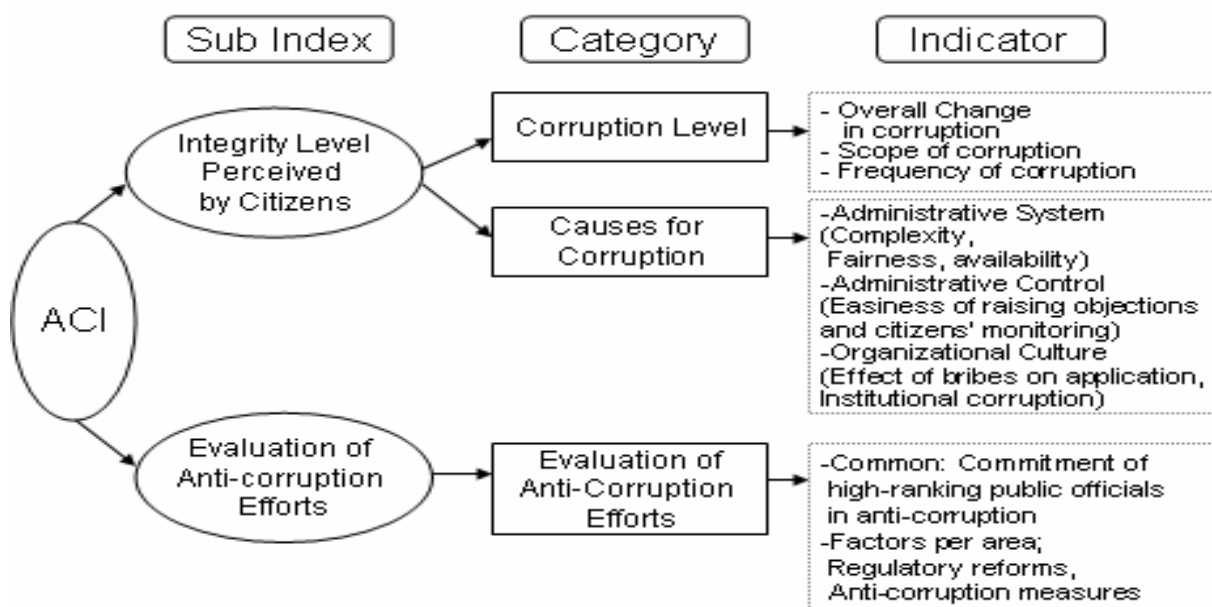 Sub Index
Category
Indicator
ACI
Integrity Level
Perceived
by Citizens
Corruption Level
- Overall Change
in corruption
- Scope of corruption
- Frequency of corruption
Causes for
Corruption
-Administrative System
(Complexity,
Fairness, availability)
-Administrative Control
(Easiness of raising objections
and citizens' monitoring)
-Organizational Culture
(Effect of bribes on application,
Institutional corruption)
Evaluation of
Anti-corruption
Efforts
Evaluation of
Anti-Corruption
Efforts
-Common: Commitment of
high-ranking public officials
in anti-corruption
-Factors per area;
Regulatory reforms,
Anti-corruption measures